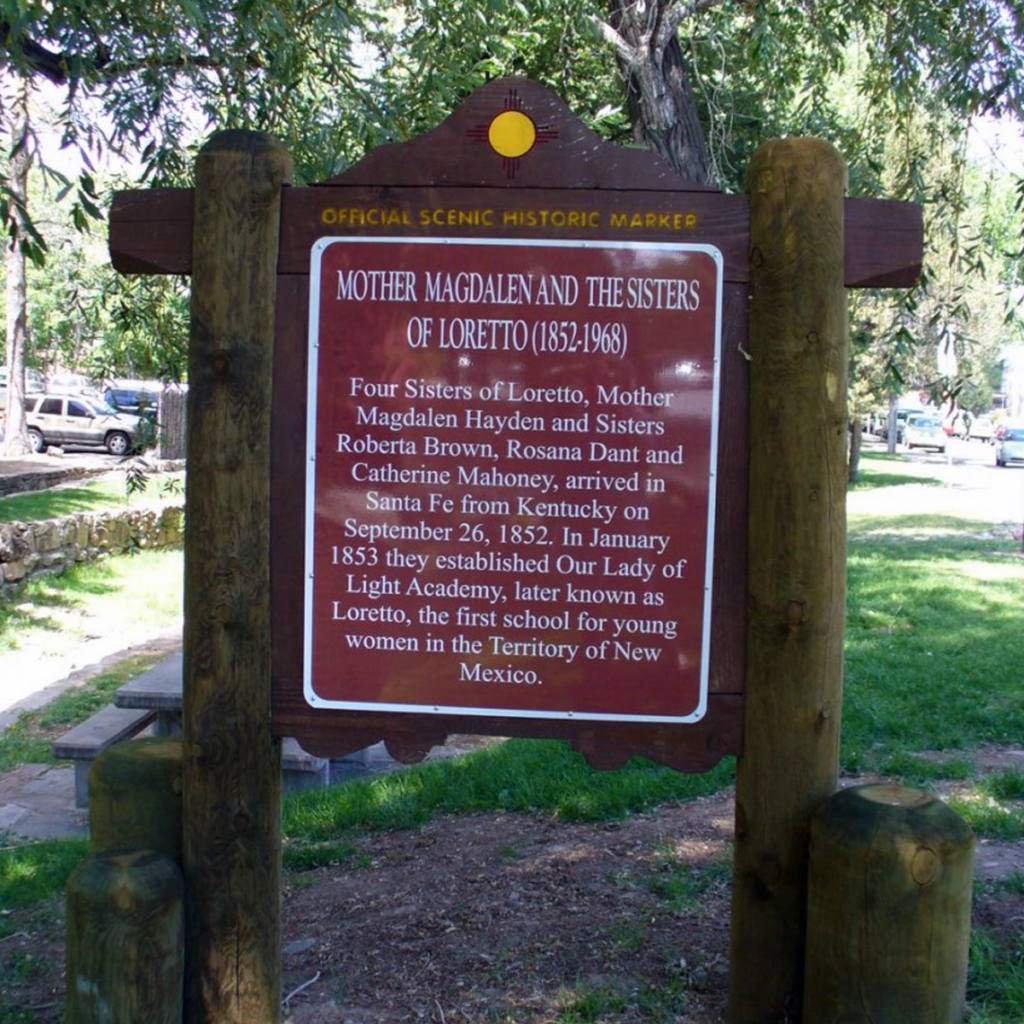 OFFICIAL SCENIC HISTORIC MARKER
MOTHER MAGDALEN AND THE SISTERS
OF LORETTO (1852-1968)
Four Sisters of Loretto, Mother
Magdalen Hayden and Sisters
Roberta Brown, Rosana Dant and
Catherine Mahoney, arrived in
Santa Fe from Kentucky on
September 26, 1852. In January
1853 they established Our Lady of
Light Academy, later known as
Loretto, the first school for young
women in the Territory of New
Mexico.